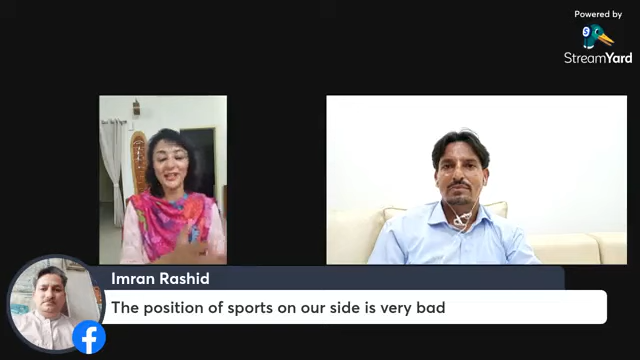 Powered by
StreamYard
Imran Rashid
The position of sports on our side is very bad